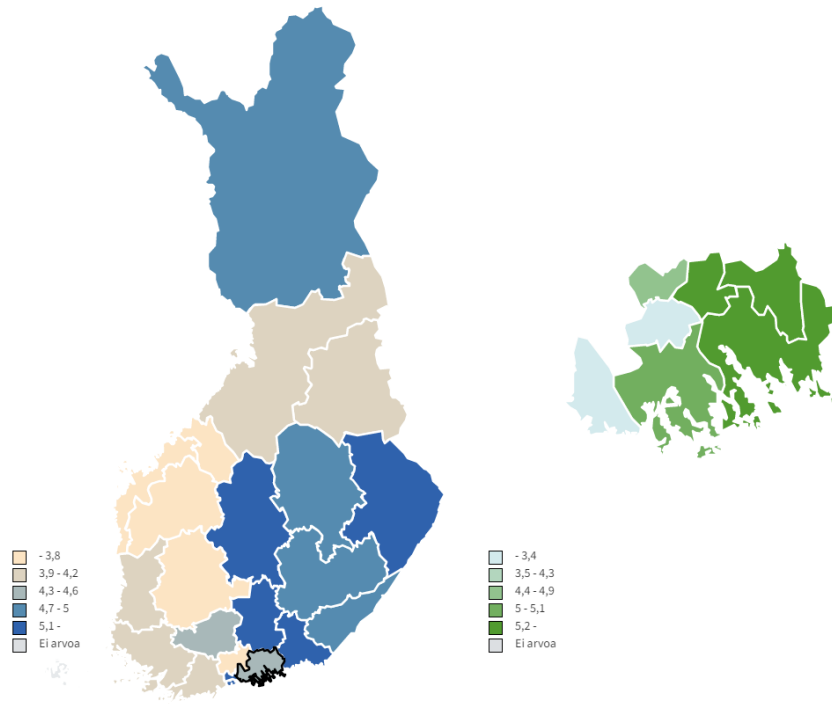 - 3,8
3,9 - 4,2
4,3 - 4,6
4,7 - 5
5,1 -
Ei arvoa
- 3,4
3,5 - 4,3
4,4 - 4,9
5 - 5,1
5,2 -
Ei arvoa